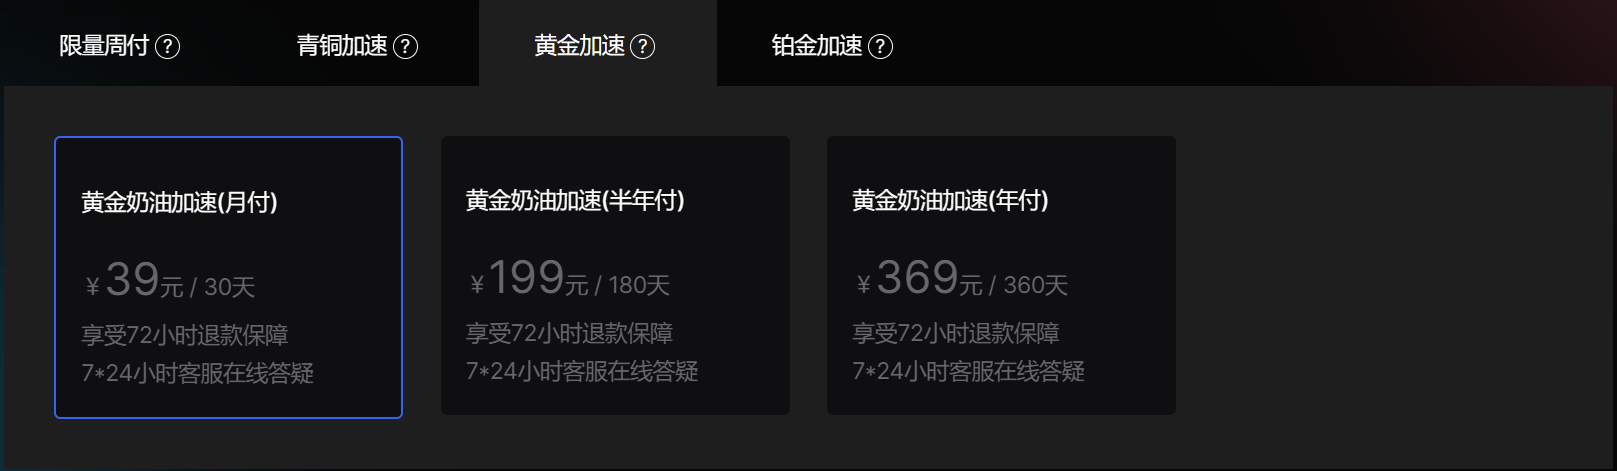 限量周付 ?
青铜加速 ?
黄金加速 ?
铂金加速 ?
黄金奶油加速(月付)
¥39元 / 30天
享受72小时退款保障
7*24小时客服在线答疑
黄金奶油加速(半年付)
¥199元 / 180天
享受72小时退款保障
7*24小时客服在线答疑
黄金奶油加速(年付)
¥369元 / 360天
享受72小时退款保障
7*24小时客服在线答疑